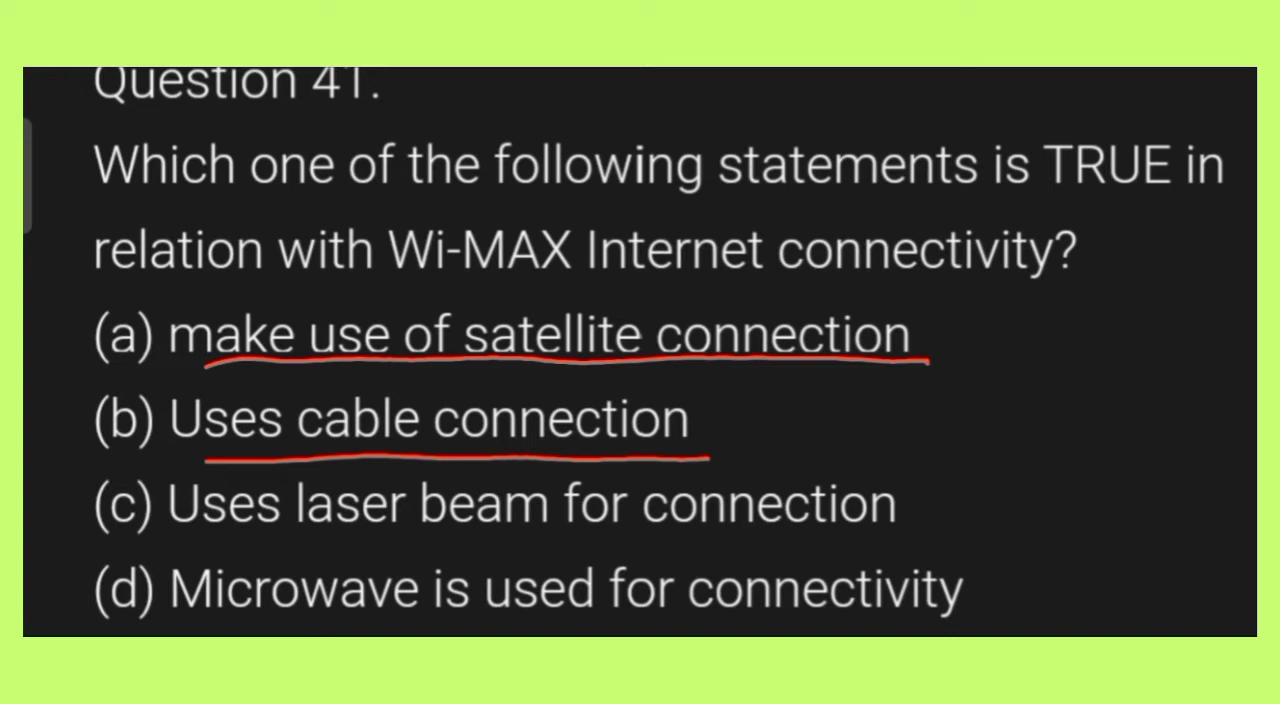 Question 41.
Which one of the following statements is TRUE in
relation with Wi-MAX Internet connectivity?
(a) make use of satellite connection
(b) Uses cable connection
(c) Uses laser beam for connection
(d) Microwave is used for connectivity